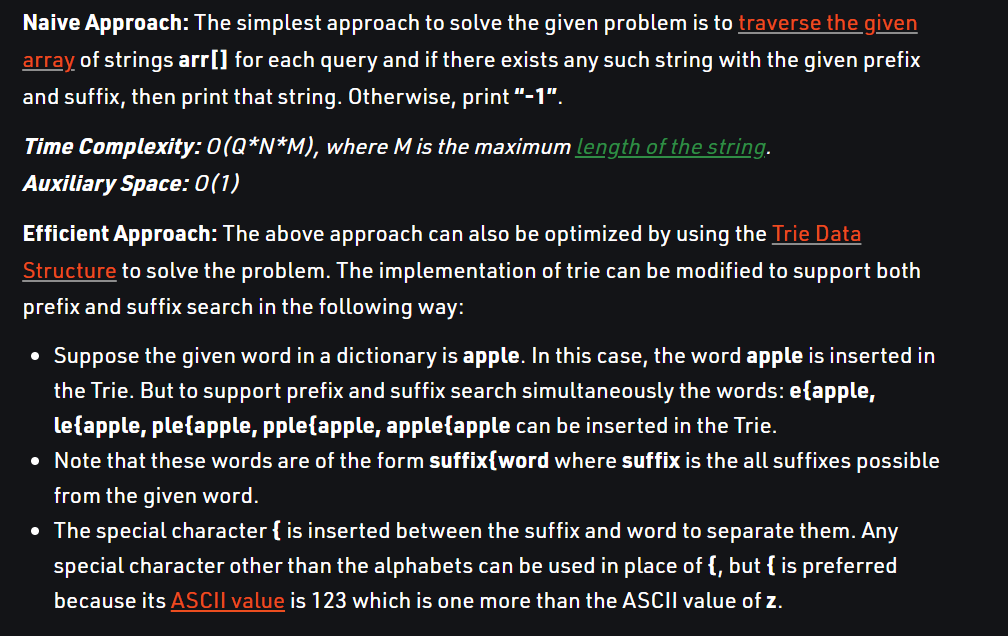 Naive Approach: The simplest approach to solve the given problem is to traverse the given
array of strings arr[] for each query and if there exists any such string with the given prefix
and suffix, then print that string. Otherwise, print “-1”.
Time Complexity: O(Q*N*M), where M is the maximum length of the string.
Auxiliary Space: O(1)
Efficient Approach: The above approach can also be optimized by using the Trie Data
Structure to solve the problem. The implementation of trie can be modified to support both
prefix and suffix search in the following way:
• Suppose the given word in a dictionary is apple. In this case, the word apple is inserted in
the Trie. But to support prefix and suffix search simultaneously the words: e{apple,
le{apple, ple{apple, pple{apple, apple{apple can be inserted in the Trie.
• Note that these words are of the form suffix{word where suffix is the all suffixes possible
from the given word.
• The special character { is inserted between the suffix and word to separate them. Any
special character other than the alphabets can be used in place of {, but { is preferred
because its ASCII value is 123 which is one more than the ASCII value of z.